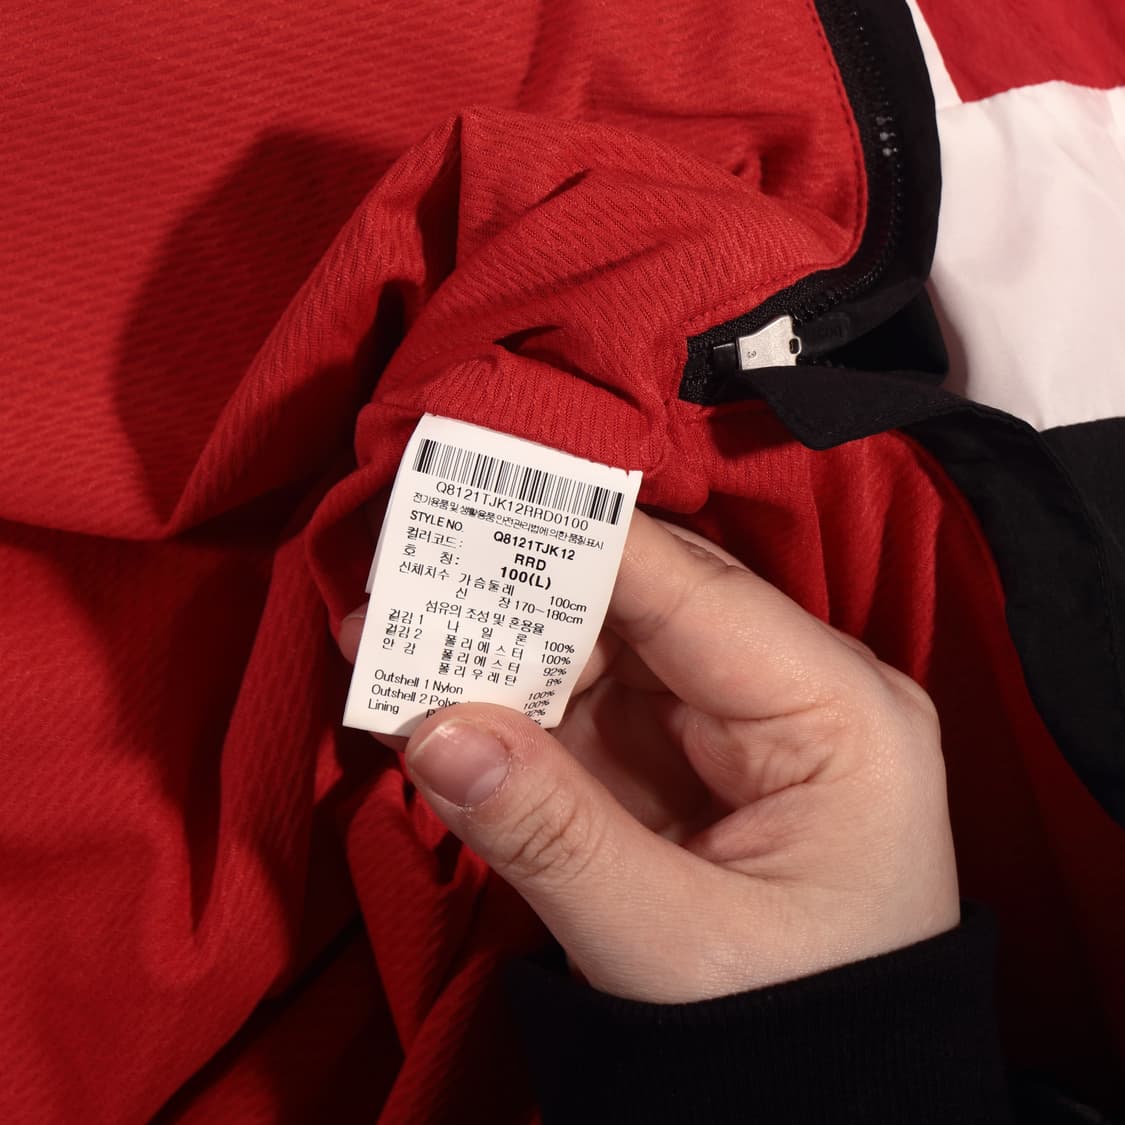 Q8121TJK12RRD0100
전기용품 및 생활용품 안전관리법에 의한 품질표시
STYLE NO. Q8121TJK12
컬러코드: RRD
호 칭: 100(L)
신체치수 가슴둘레 100cm
신 장 170~180cm
섬유의 조성 및 혼용율
겉감 1 나 일 론 100%
겉감 2 폴리에스터 100%
안 감 폴리에스터 92%
폴리우레탄 8%
Outshell 1 Nylon 100%
Outshell 2 100%
Lining 92%